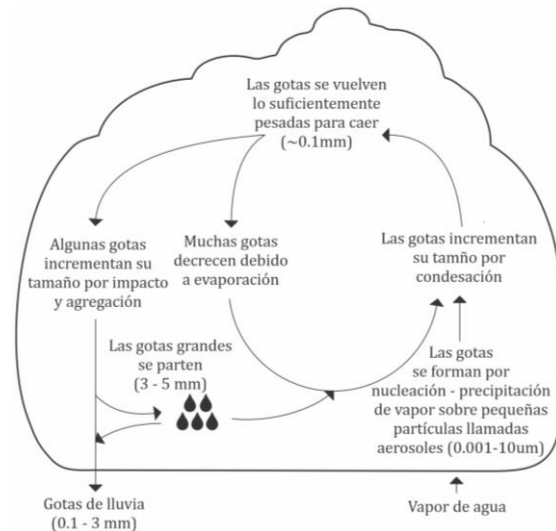 Las gotas se vuelven
lo suficientemente
pesadas para caer
(~0.1mm)
Algunas gotas
incrementan su
tamaño por impacto
y agregación
Muchas gotas
decrecen debido
a evaporación
Las gotas incrementan
su tamño por
condesación
Las gotas grandes
se parten
(3 - 5 mm)
Las gotas
se forman por
nucleación - precipitación
de vapor sobre pequeñas
partículas llamadas
aerosoles (0.001-10um)
Gotas de lluvia
(0.1 - 3 mm)
Vapor de agua